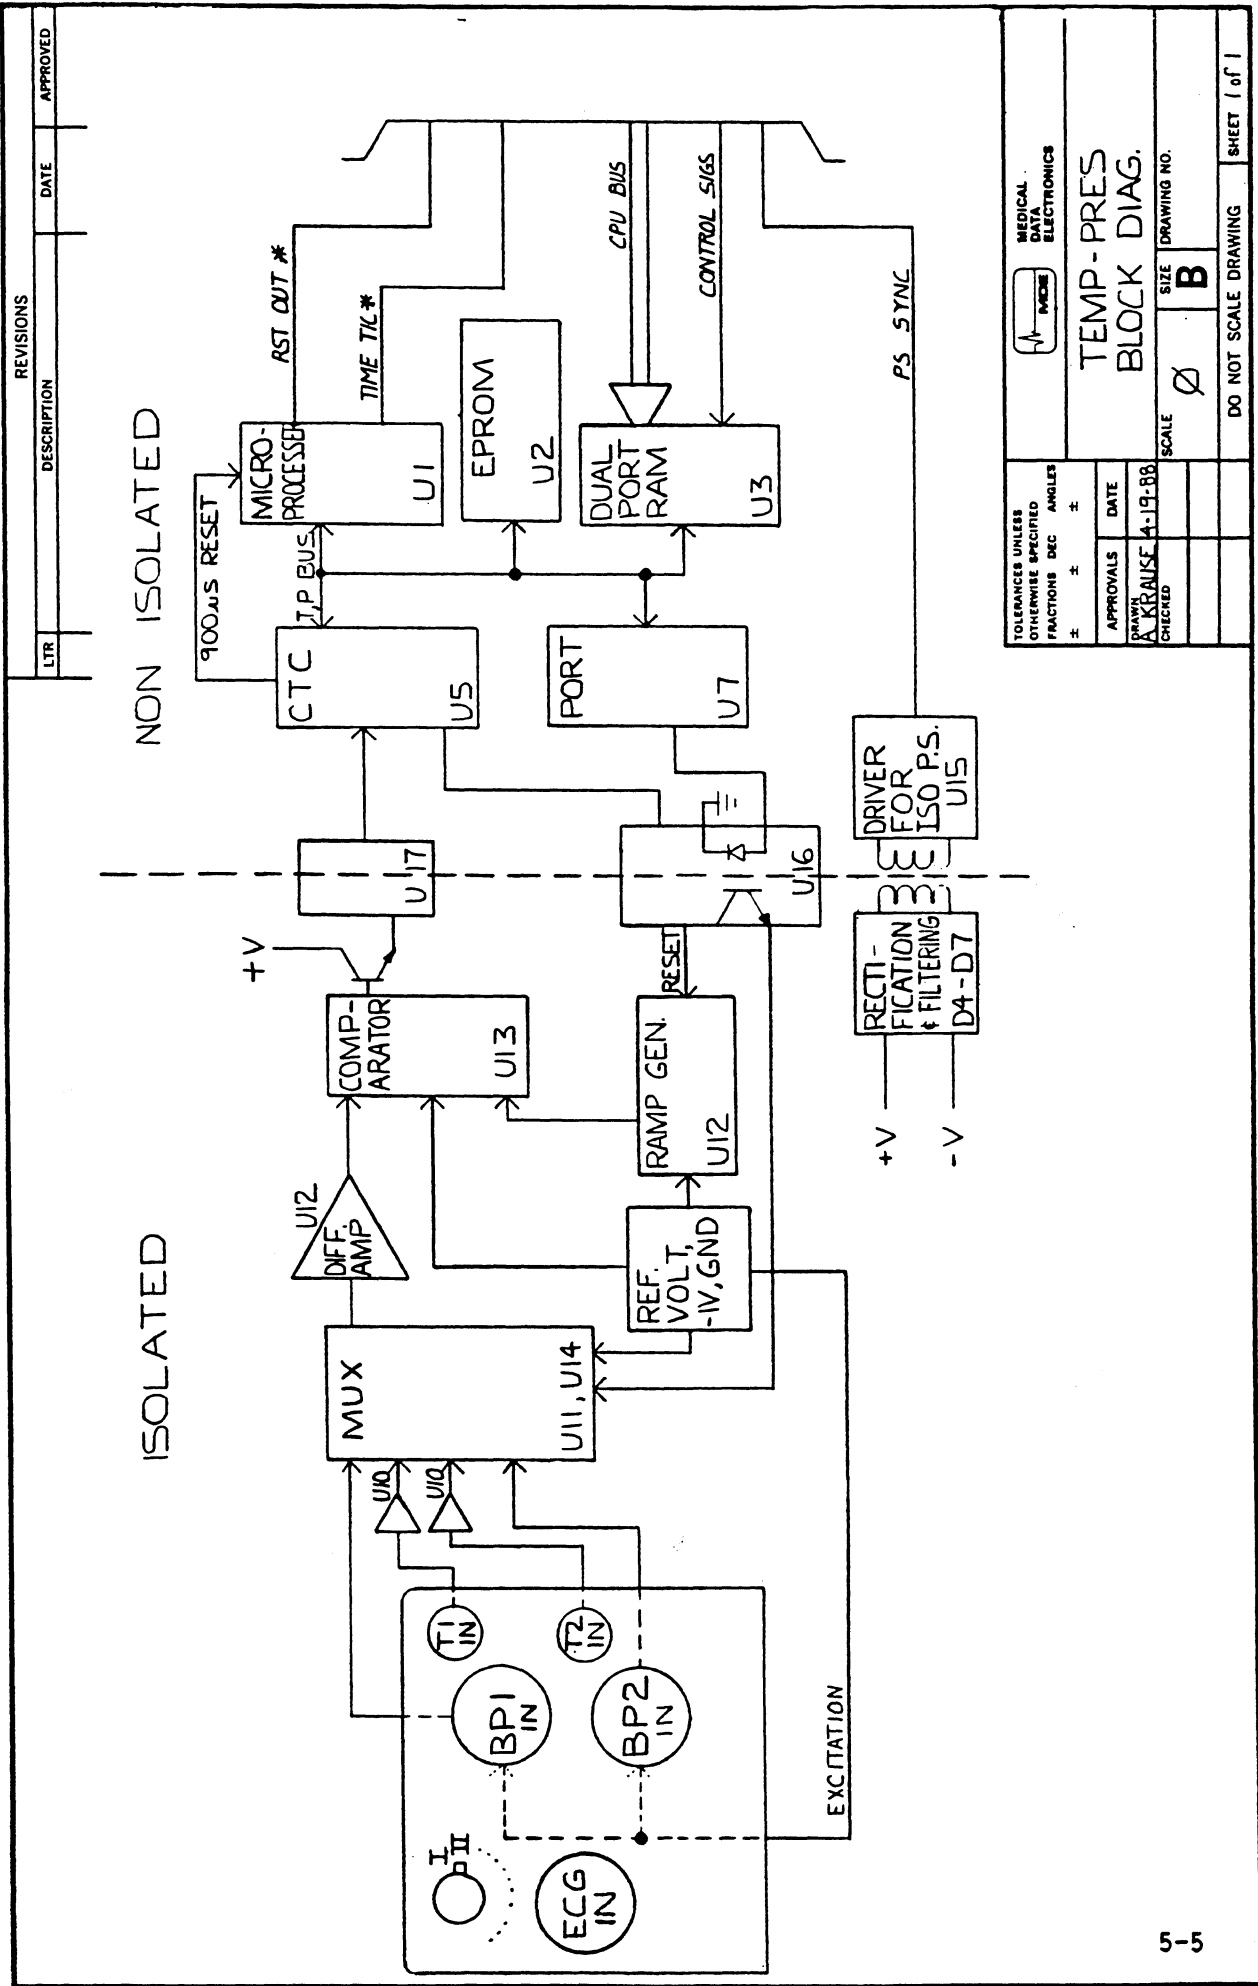 REVISIONS
LTR
DESCRIPTION
DATE
APPROVED
ISOLATED
NON ISOLATED
I
II
ECG
IN
BP1
IN
BP2
IN
T1
IN
T2
IN
EXCITATION
U10
U10
MUX
U11, U14
U12
DIFF.
AMP
REF.
VOLT,
-1V, GND
RAMP GEN.
U12
RESET
COMP-
ARATOR
U13
+V
U17
U16
CTC
U5
900us RESET
T,P BUS
PORT
U7
MICRO-
PROCESSER
U1
EPROM
U2
DUAL
PORT
RAM
U3
RST OUT *
TIME TIC *
CPU BUS
CONTROL SIGS
PS SYNC
+V
-V
RECTI-
FICATION
& FILTERING
D4-D7
DRIVER
FOR
ISO P.S.
U15
TOLERANCES UNLESS
OTHERWISE SPECIFIED
FRACTIONS DEC ANGLES
± ± ±
APPROVALS DATE
DRAWN
A KRAUSE 4-19-88
CHECKED
MDE
MEDICAL
DATA
ELECTRONICS
TEMP-PRES
BLOCK DIAG.
SCALE
Ø
SIZE
B
DRAWING NO.
DO NOT SCALE DRAWING
SHEET 1 of 1
5-5